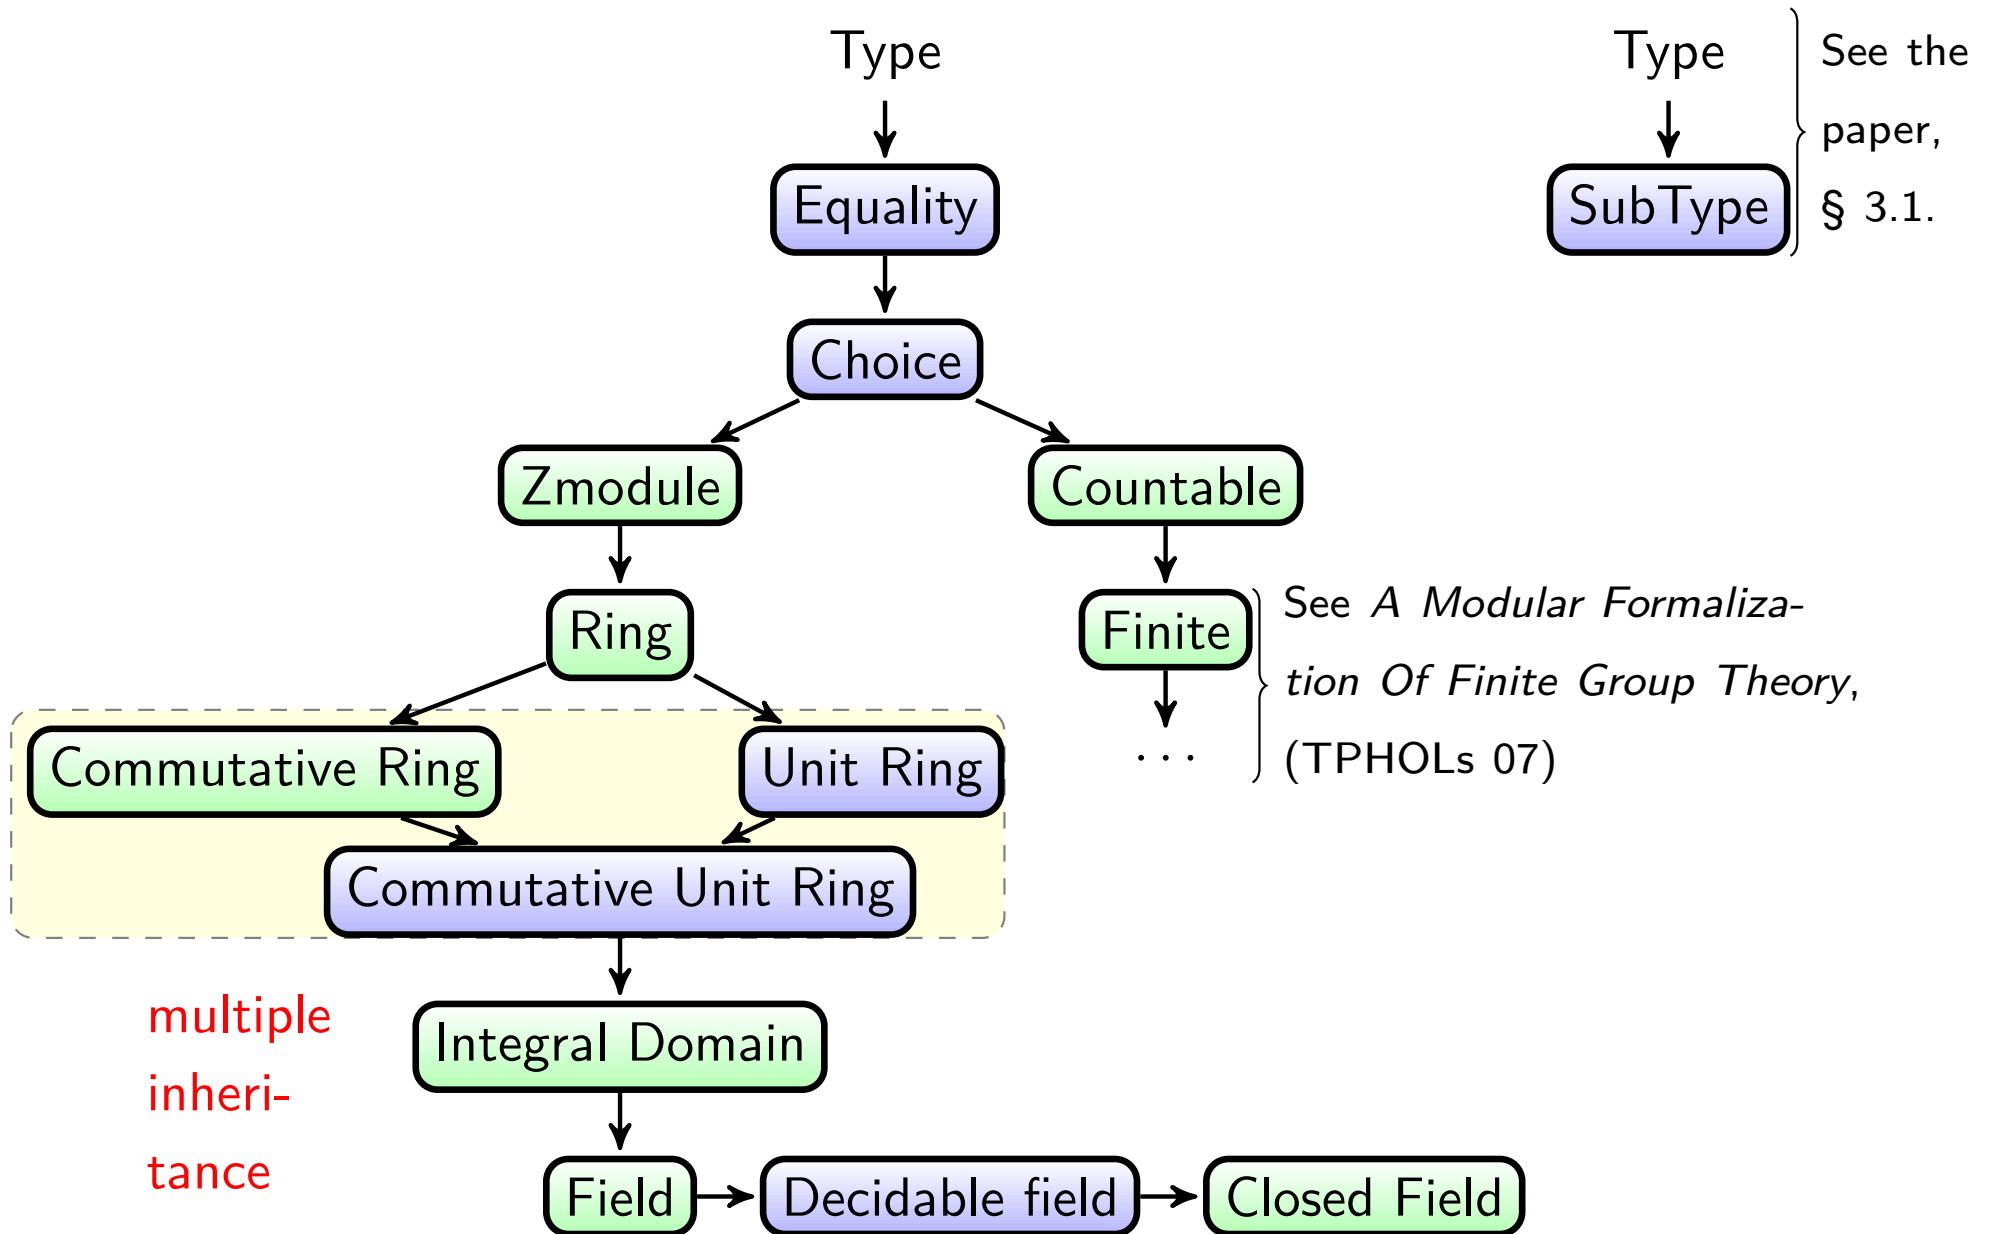 Type
Type
See the
paper,
§ 3.1.
Equality
SubType
Choice
Zmodule
Countable
Ring
Finite
See A Modular Formaliza-
tion Of Finite Group Theory,
(TPHOLs 07)
. . .
Commutative Ring
Unit Ring
Commutative Unit Ring
multiple
inheri-
tance
Integral Domain
Field
Decidable field
Closed Field